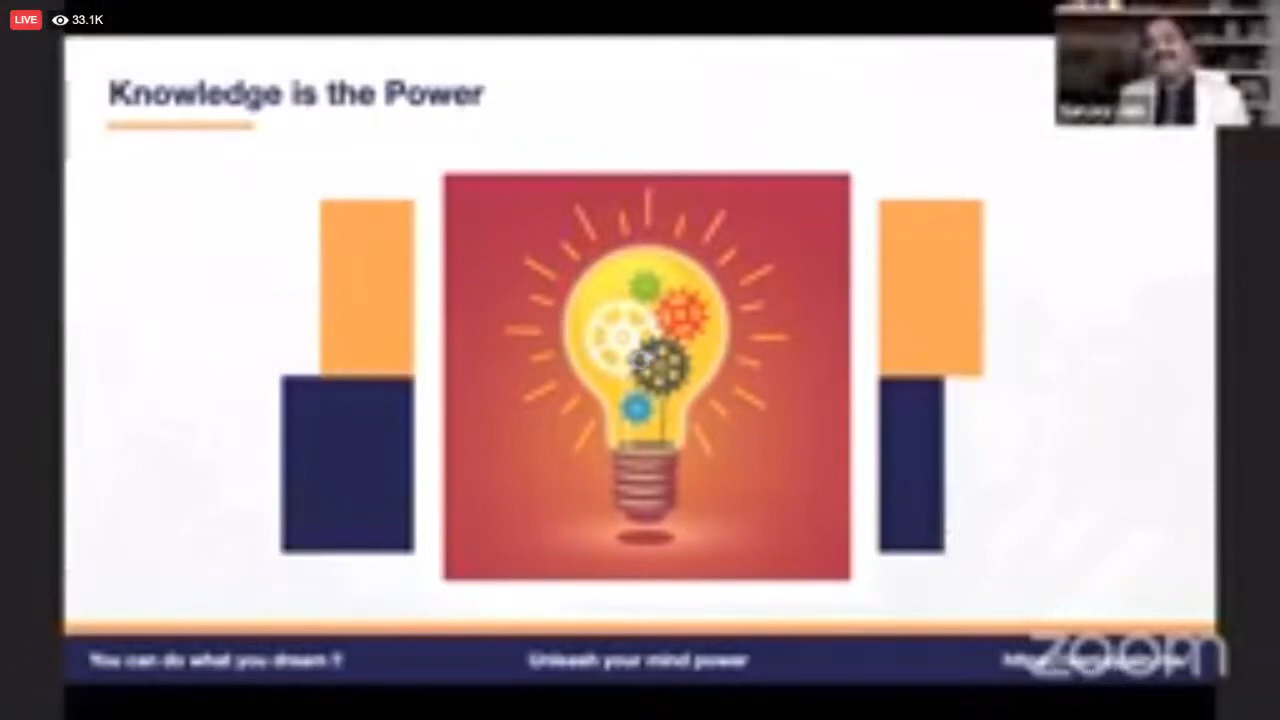 LIVE 33.1K
Knowledge is the Power
You can do what you dream !!
Unleash your mind power
zoom